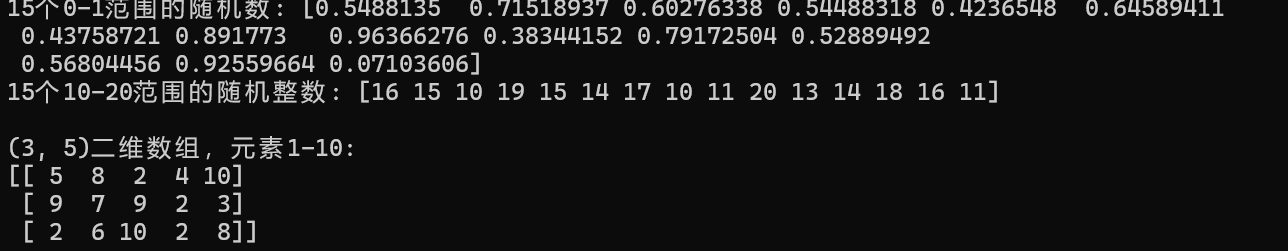 15个0-1范围的随机数: [0.5488135  0.71518937 0.60276338 0.54488318 0.4236548  0.64589411
 0.43758721 0.891773   0.96366276 0.38344152 0.79172504 0.52889492
 0.56804456 0.92559664 0.07103606]
15个10-20范围的随机整数: [16 15 10 19 15 14 17 10 11 20 13 14 18 16 11]
(3, 5)二维数组, 元素1-10:
[[ 5  8  2  4 10]
 [ 9  7  9  2  3]
 [ 2  6 10  2  8]]